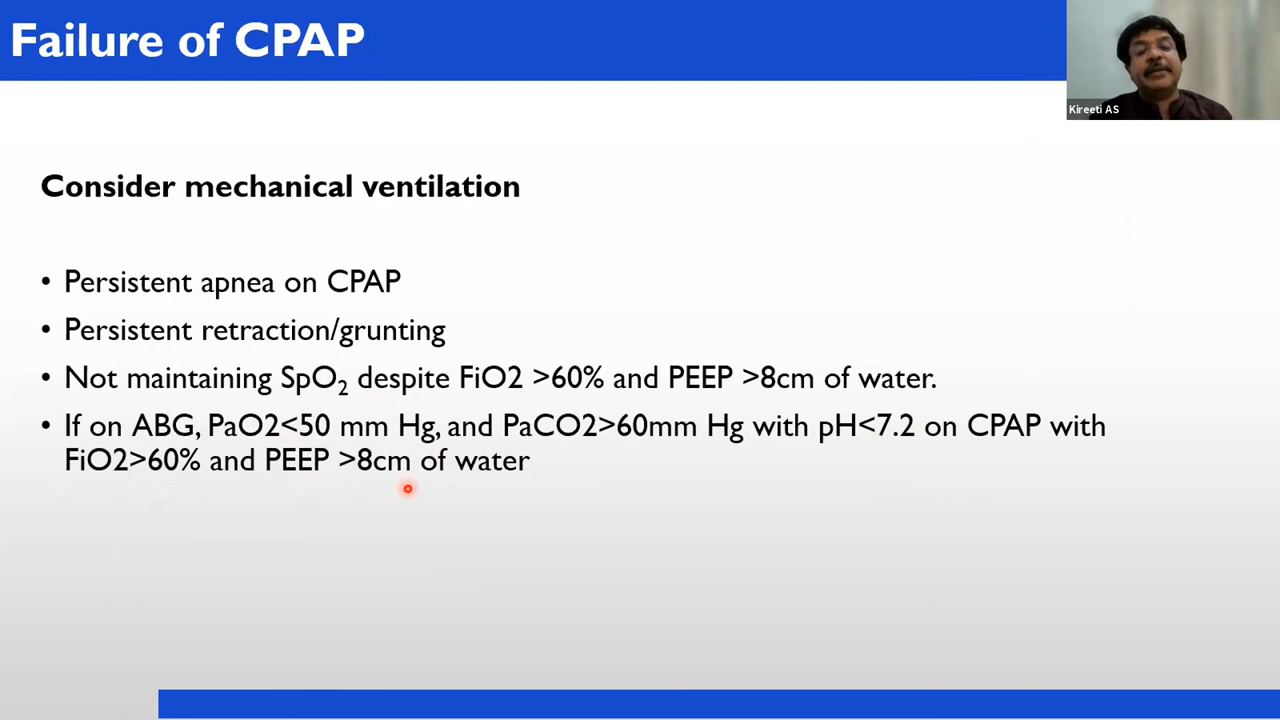 Failure of CPAP
Kireeti AS
Consider mechanical ventilation
• Persistent apnea on CPAP
• Persistent retraction/grunting
• Not maintaining SpO₂ despite FiO2 >60% and PEEP >8cm of water.
• If on ABG, PaO2<50 mm Hg, and PaCO2>60mm Hg with pH<7.2 on CPAP with
FiO2>60% and PEEP >8cm of water